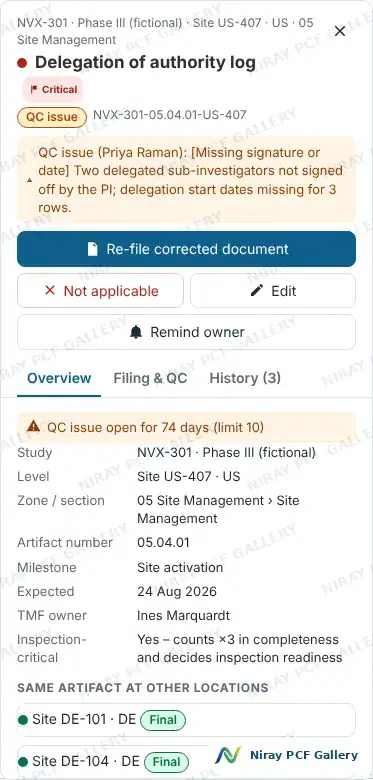 NVX-301 · Phase III (fictional) · Site US-407 · US · 05
Site Management
Delegation of authority log
Critical
QC issue NVX-301-05.04.01-US-407
QC issue (Priya Raman): [Missing signature or
date] Two delegated sub-investigators not signed
off by the PI; delegation start dates missing for 3
rows.
Re-file corrected document
Not applicable
Edit
Remind owner
Overview
Filing & QC
History (3)
QC issue open for 74 days (limit 10)
Study NVX-301 · Phase III (fictional)
Level Site US-407 · US
Zone / section 05 Site Management › Site
Management
Artifact number 05.04.01
Milestone Site activation
Expected 24 Aug 2026
TMF owner Ines Marquardt
Inspection- Yes – counts ×3 in completeness
critical and decides inspection readiness
SAME ARTIFACT AT OTHER LOCATIONS
Site DE-101 · DE Final
Site DE-104 · DE Final
Niray PCF Gallery
NIRAY PCF GALLERY